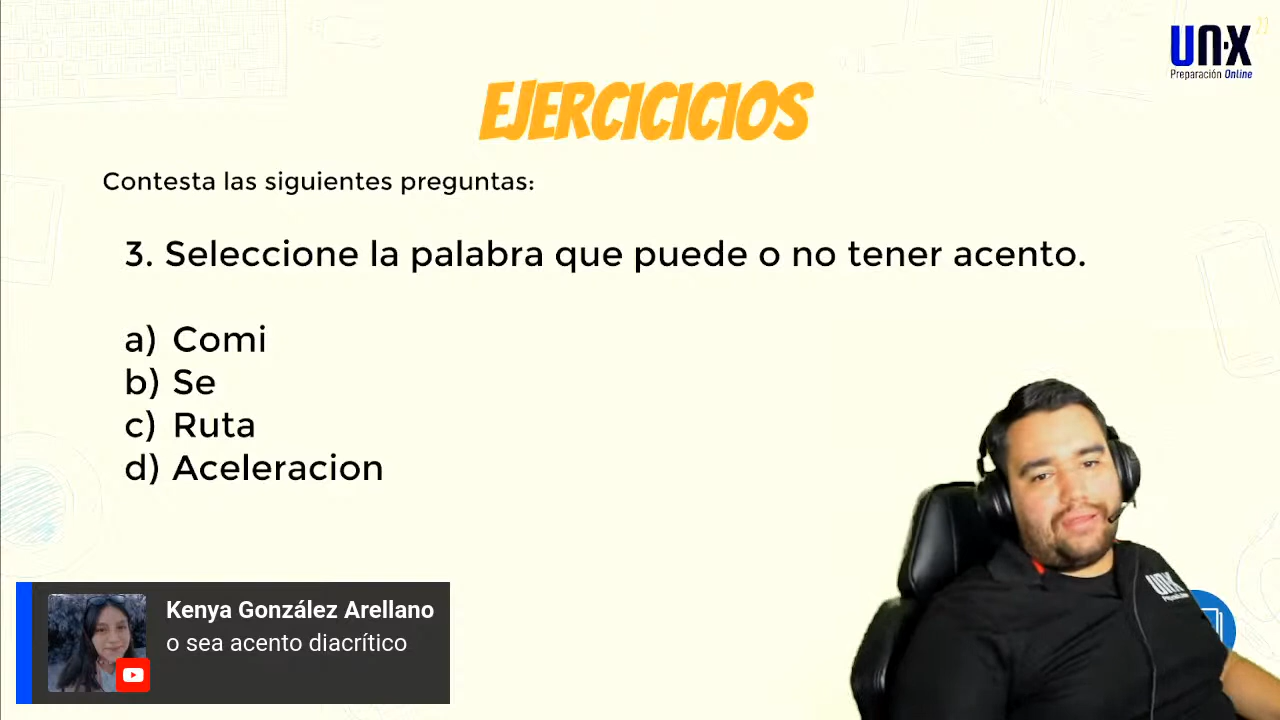 UN·X
Preparación Online
EJERCICICIOS
Contesta las siguientes preguntas:
3. Seleccione la palabra que puede o no tener acento.
a) Comi
b) Se
c) Ruta
d) Aceleracion
Kenya González Arellano
o sea acento diacrítico
UNX